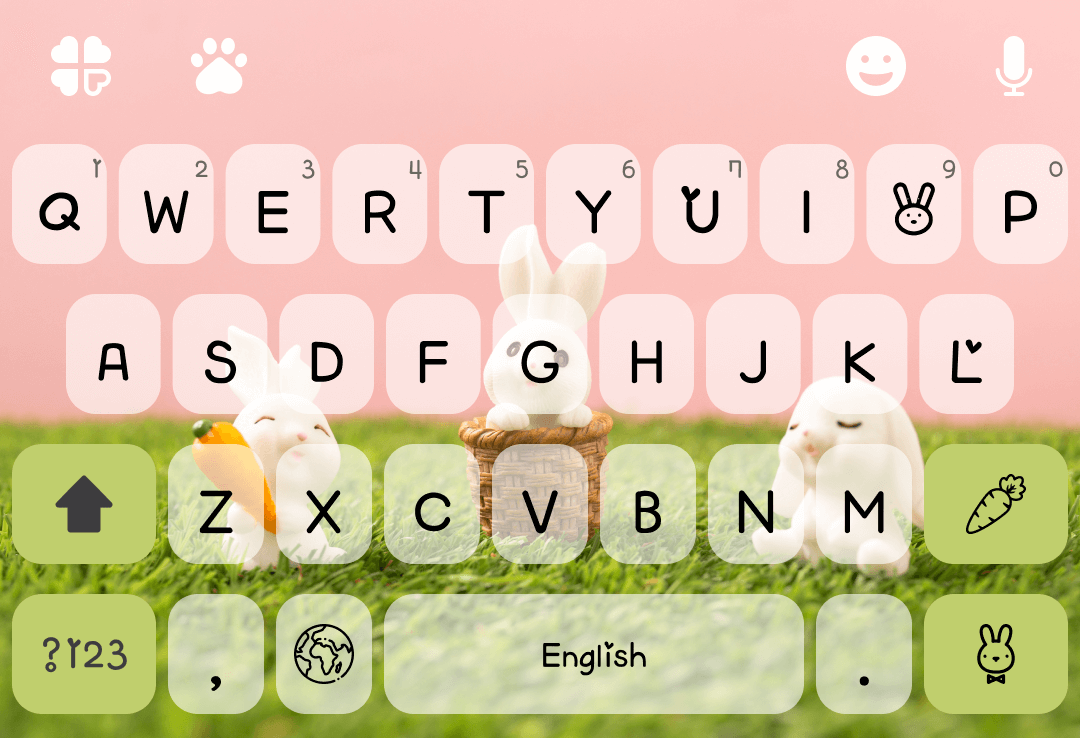 1 2 3 4 5 6 7 8 9 0
Q W E R T Y U I P
A S D F G H J K L
Z X C V B N M
?123 , English .